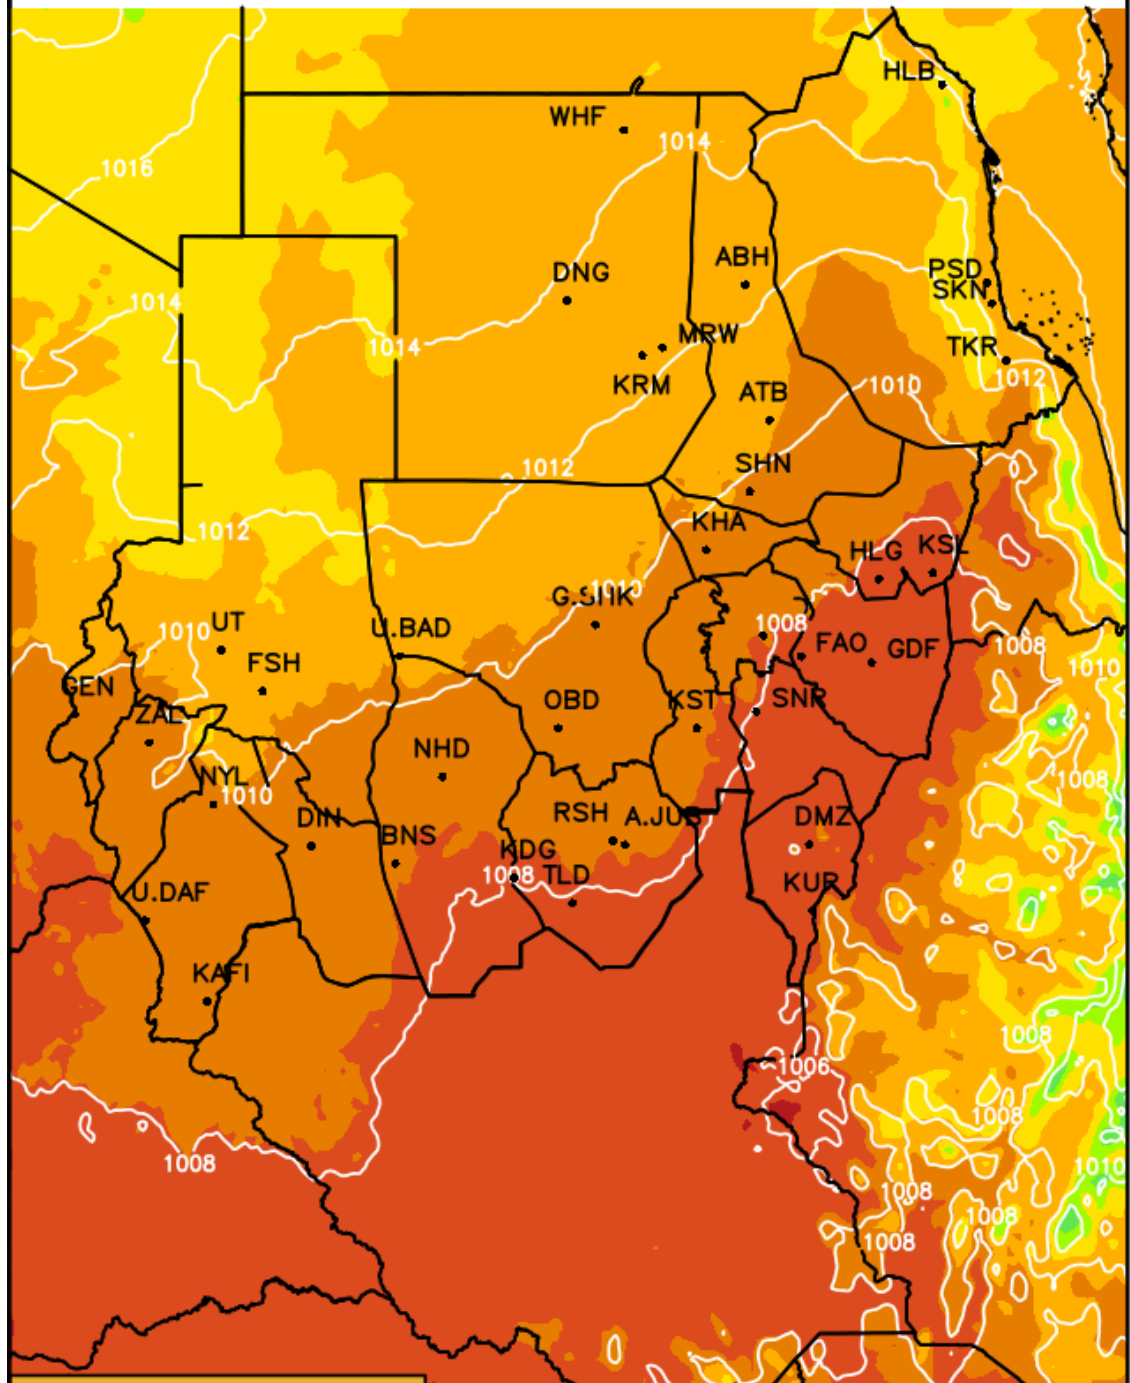 HLB
WHF
1014
1016
ABH
PSD
DNG
SKN
1014
MRW
TKR
1014
1012
KRM
1010
ATB
SHN
1012
KHA
1012
HLG KSL
1010
G.SHK
UT
1008
U.BAD
1010
FAO GDF
1008
FSH
1010
GEN
OBD
KST
SNR
ZAL
NHD
NYL
1008
1010
RSH A.JUB
DMZ
DIN
BNS
KDG
1008 TLD
KUR
U.DAF
KAFI
1008
1006
1008
1008
1010
1008
1008
1008